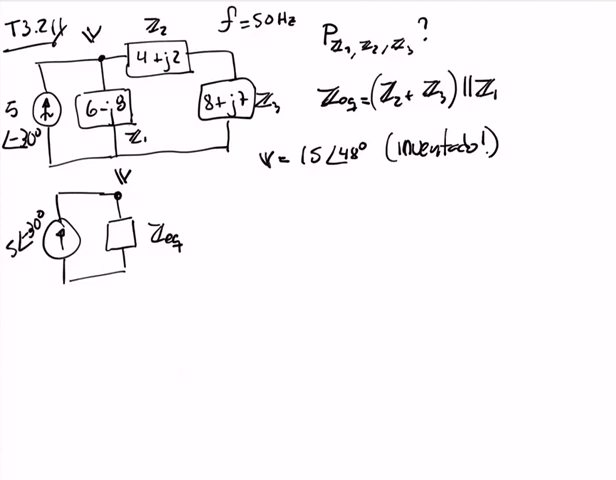 T3.24
V
Z2
f=50Hz
4+j2
5
∠-30°
6-j8
Z1
8+j7
Z3
P Z1, Z2, Z3 ?
Zeq=(Z2+Z3)||Z1
V=15∠48° (inventado!)
V
5∠-30°
Zeq